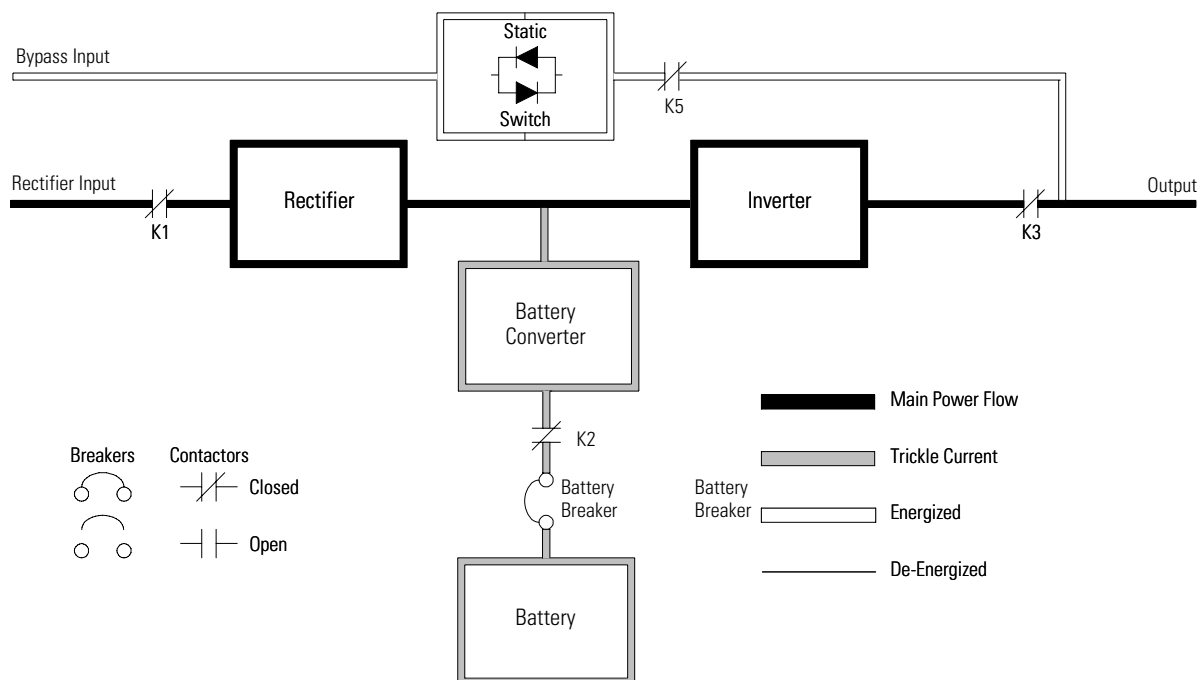 Static
Bypass Input
Switch
K5
Rectifier Input
Rectifier
Inverter
Output
K1
K3
Battery
Converter
Main Power Flow
K2
Breakers
Contactors
Trickle Current
Closed
Battery
Breaker
Battery
Breaker
Energized
Open
De-Energized
Battery